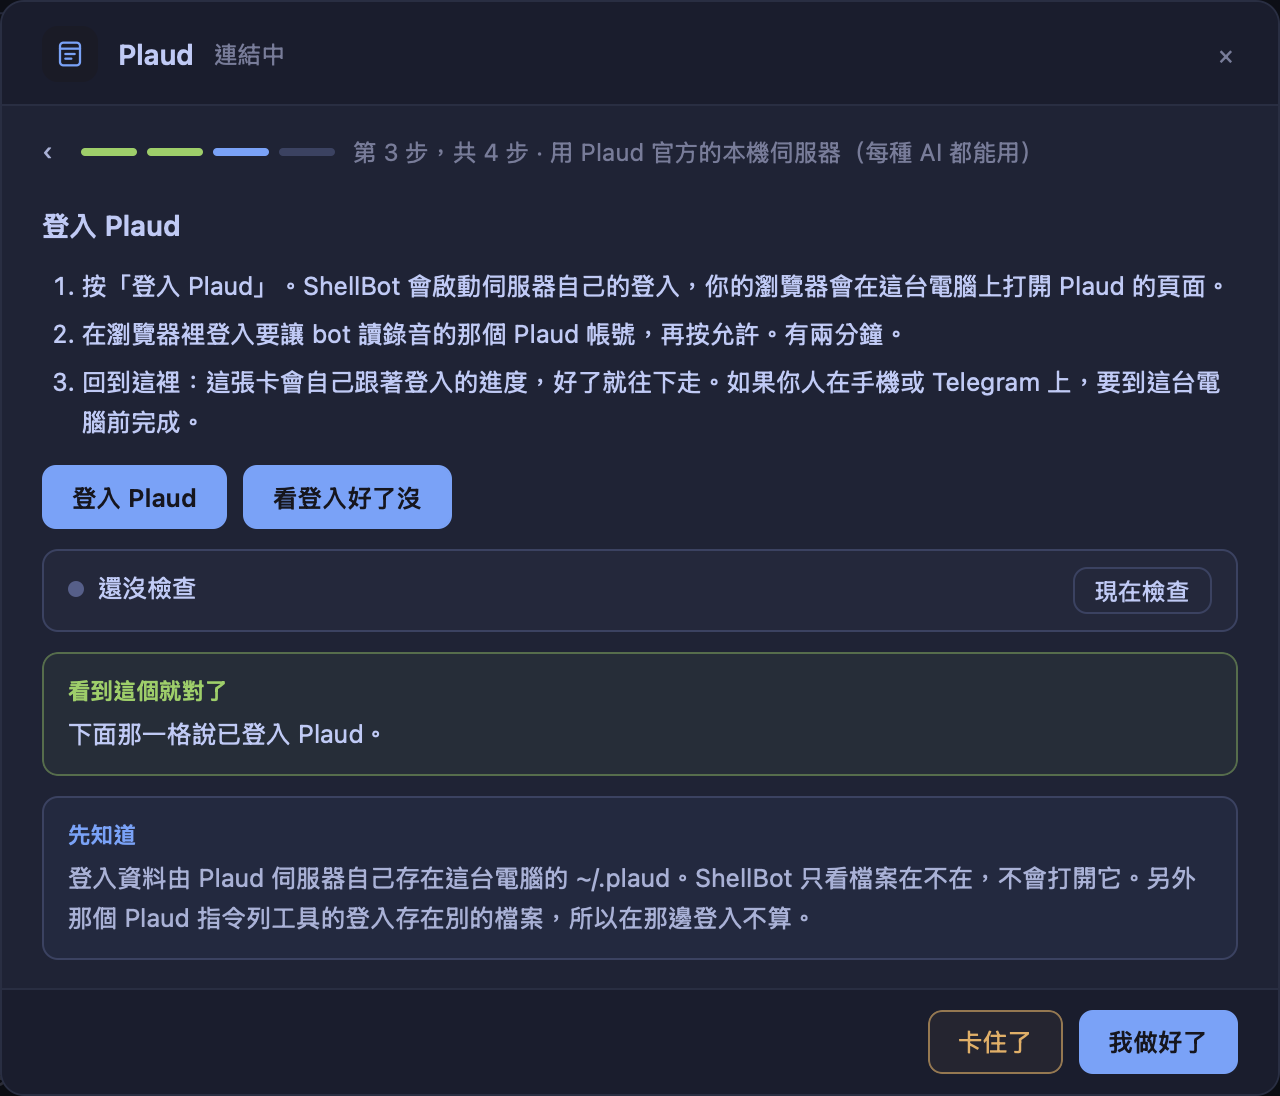 Plaud 連結中
×
‹ 第 3 步，共 4 步 · 用 Plaud 官方的本機伺服器（每種 AI 都能用）
登入 Plaud
1. 按「登入 Plaud」。ShellBot 會啟動伺服器自己的登入，你的瀏覽器會在這台電腦上打開 Plaud 的頁面。
2. 在瀏覽器裡登入要讓 bot 讀錄音的那個 Plaud 帳號，再按允許。有兩分鐘。
3. 回到這裡：這張卡會自己跟著登入的進度，好了就往下走。如果你人在手機或 Telegram 上，要到這台電
腦前完成。
登入 Plaud
看登入好了沒
還沒檢查
現在檢查
看到這個就對了
下面那一格說已登入 Plaud。
先知道
登入資料由 Plaud 伺服器自己存在這台電腦的 ~/.plaud。ShellBot 只看檔案在不在，不會打開它。另外
那個 Plaud 指令列工具的登入存在別的檔案，所以在那邊登入不算。
卡住了
我做好了